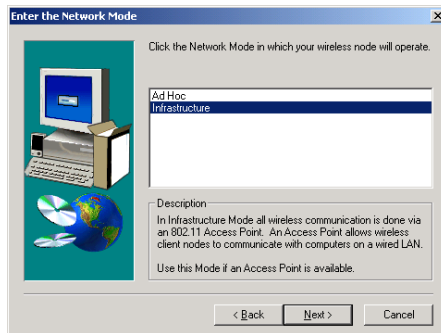 Enter the Network Mode
Click the Network Mode in which your wireless node will operate.
Ad Hoc
Infrastructure
Description
In Infrastructure Mode all wireless communication is done via
an 802.11 Access Point. An Access Point allows wireless
client nodes to communicate with computers on a wired LAN.
Use this Mode if an Access Point is available.
< Back Next > Cancel